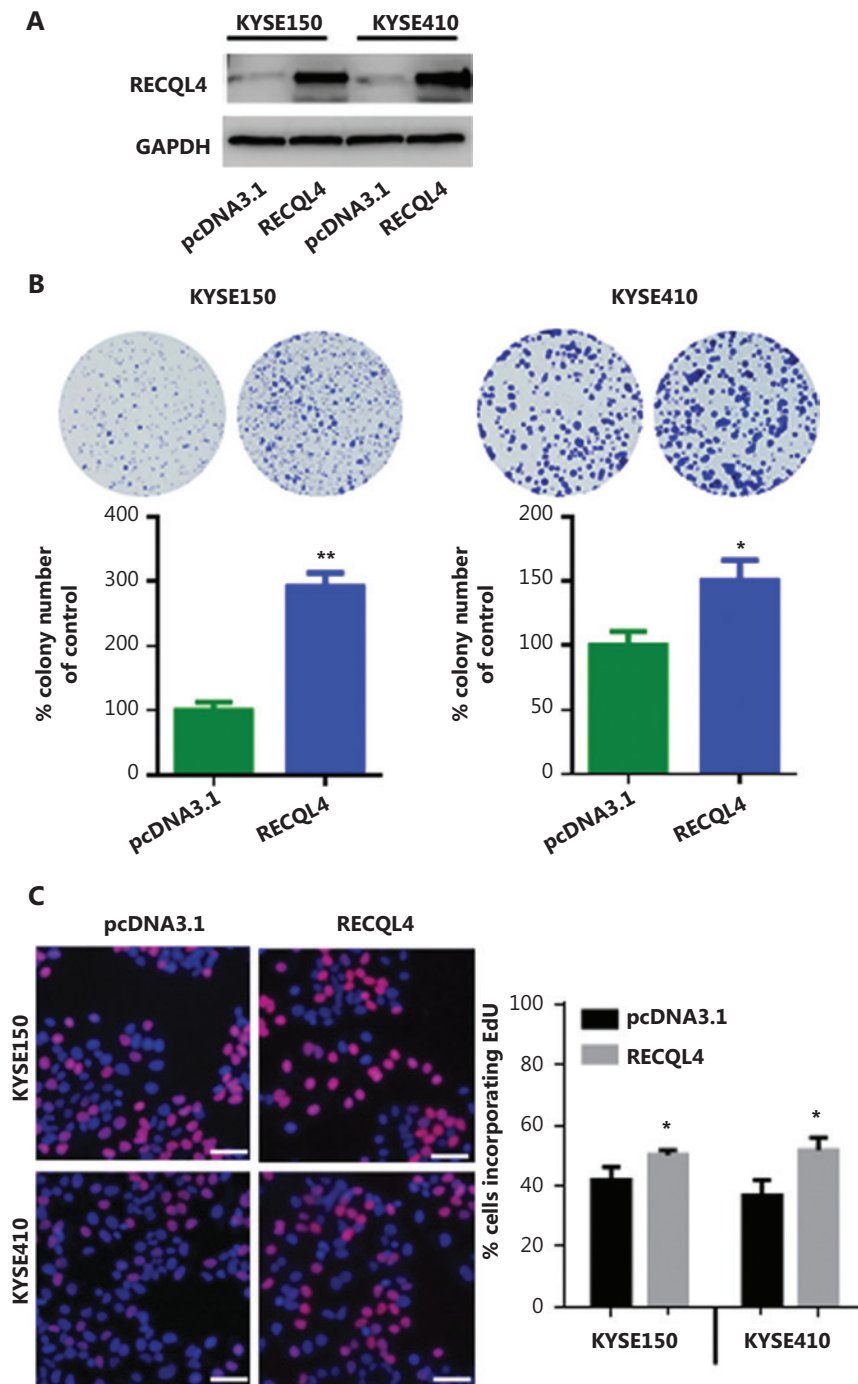 A
KYSE150 KYSE410
RECQL4
GAPDH
pcDNA3.1 RECQL4 pcDNA3.1 RECQL4
B
KYSE150
% colony number
of control
400
300
200
100
0
**
pcDNA3.1 RECQL4
KYSE410
% colony number
of control
200
150
100
50
0
*
pcDNA3.1 RECQL4
C
pcDNA3.1 RECQL4
KYSE150
KYSE410
% cells incorporating EdU
100
80
60
40
20
0
pcDNA3.1
RECQL4
* *
KYSE150 KYSE410